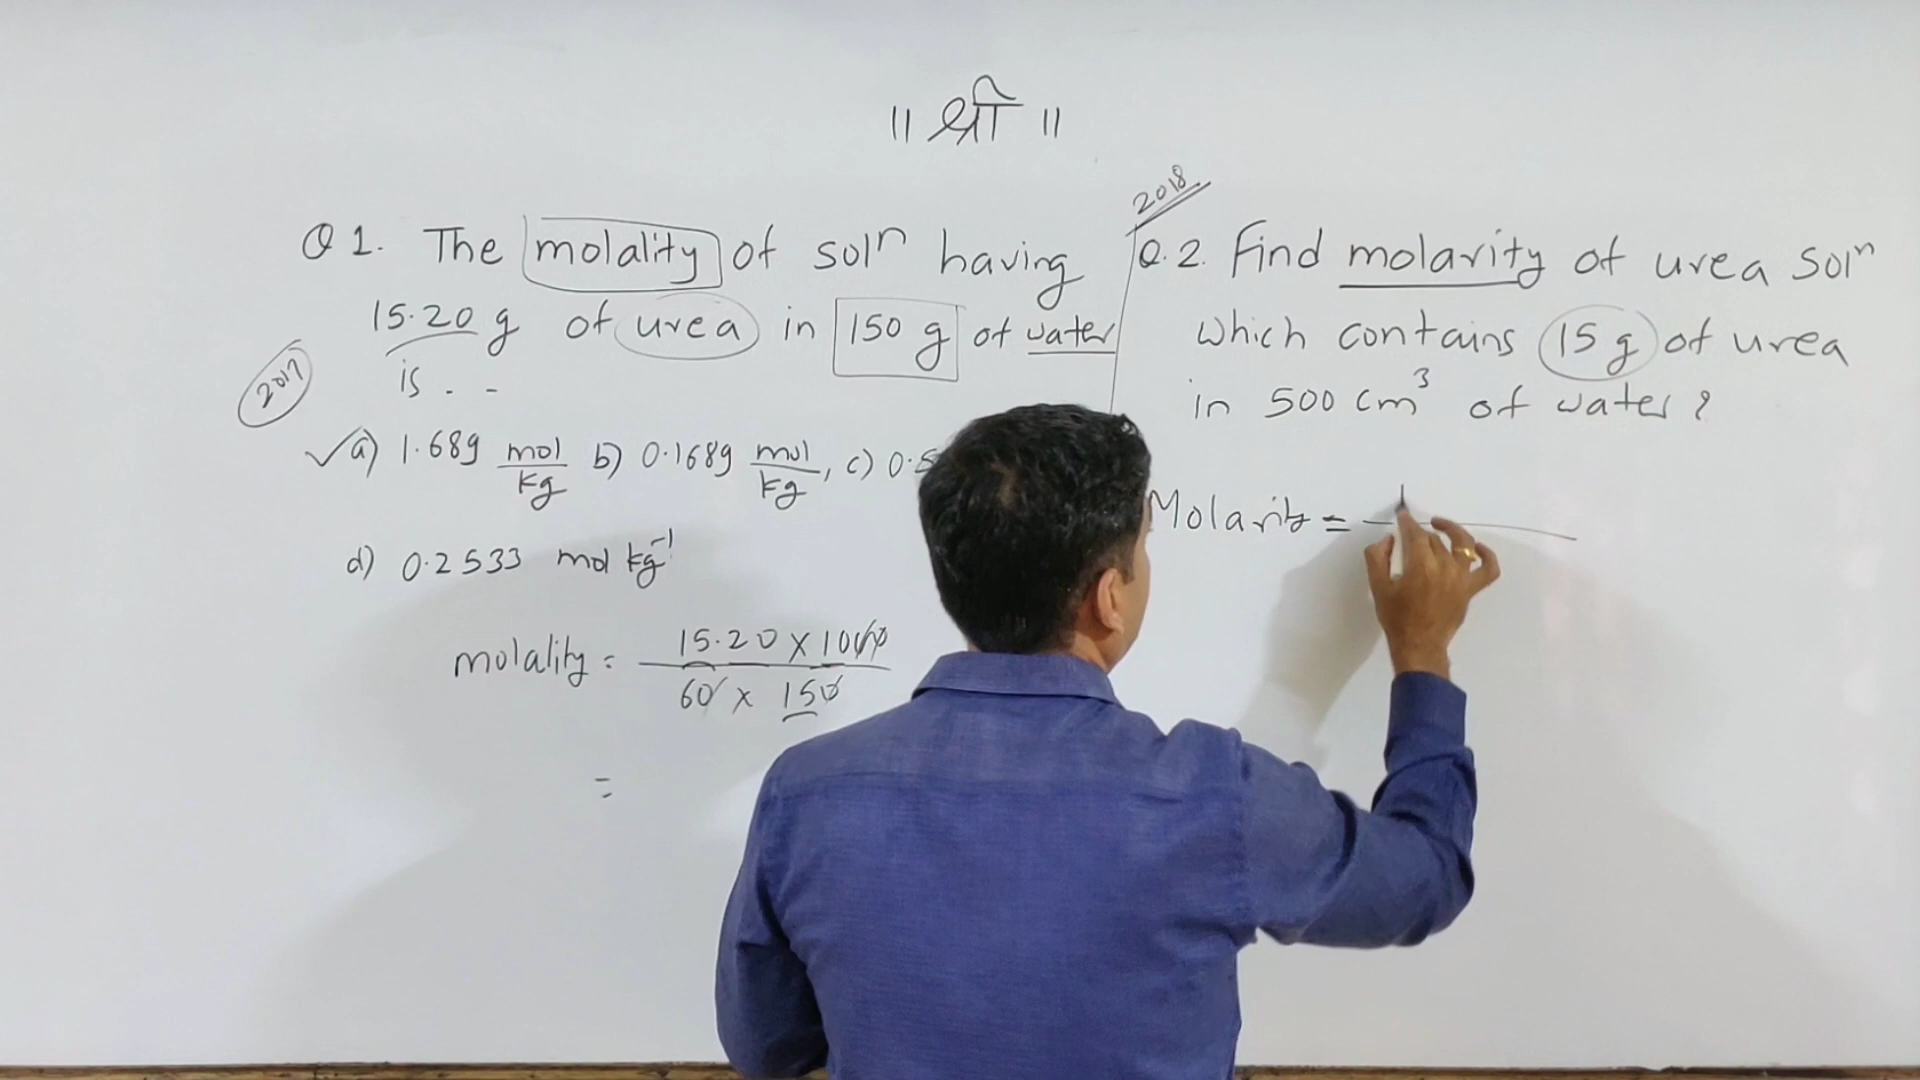 ॥ श्री ॥
Q 1. The molality of solⁿ having
15.20 g of urea in 150 g of water
is . .
2017
a) 1.689 mol/kg b) 0.1689 mol/kg, c) 0.5
d) 0.2533 mol kg⁻¹
molality = 15.20 x 1000 / 60 x 150
=
2018
Q.2. Find molarity of urea solⁿ
which contains 15 g of urea
in 500 cm³ of water ?
Molarity =